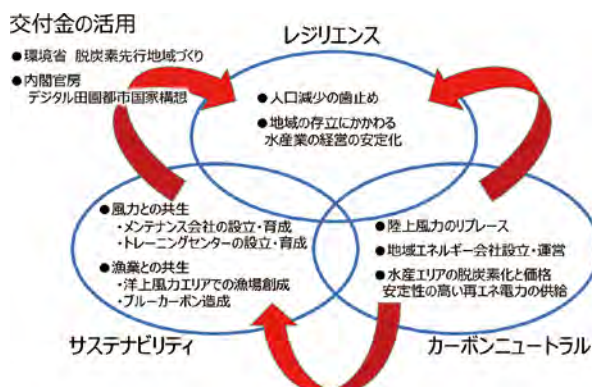 交付金の活用
●環境省 脱炭素先行地域づくり
●内閣官房
デジタル田園都市国家構想
レジリエンス
●人口減少の歯止め
●地域の存立にかかわる
水産業の経営の安定化
●風力との共生
・メンテナンス会社の設立・育成
・トレーニングセンターの設立・育成
●漁業との共生
・洋上風力エリアでの漁場創成
・ブルーカーボン造成
●陸上風力のリプレース
●地域エネルギー会社設立・運営
●水産エリアの脱炭素化と価格
安定性の高い再エネ電力の供給
サステナビリティ
カーボンニュートラル